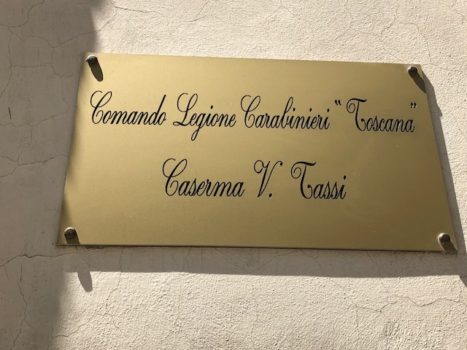 Comando Legione Carabinieri "Toscana"
Caserma V. Tassi